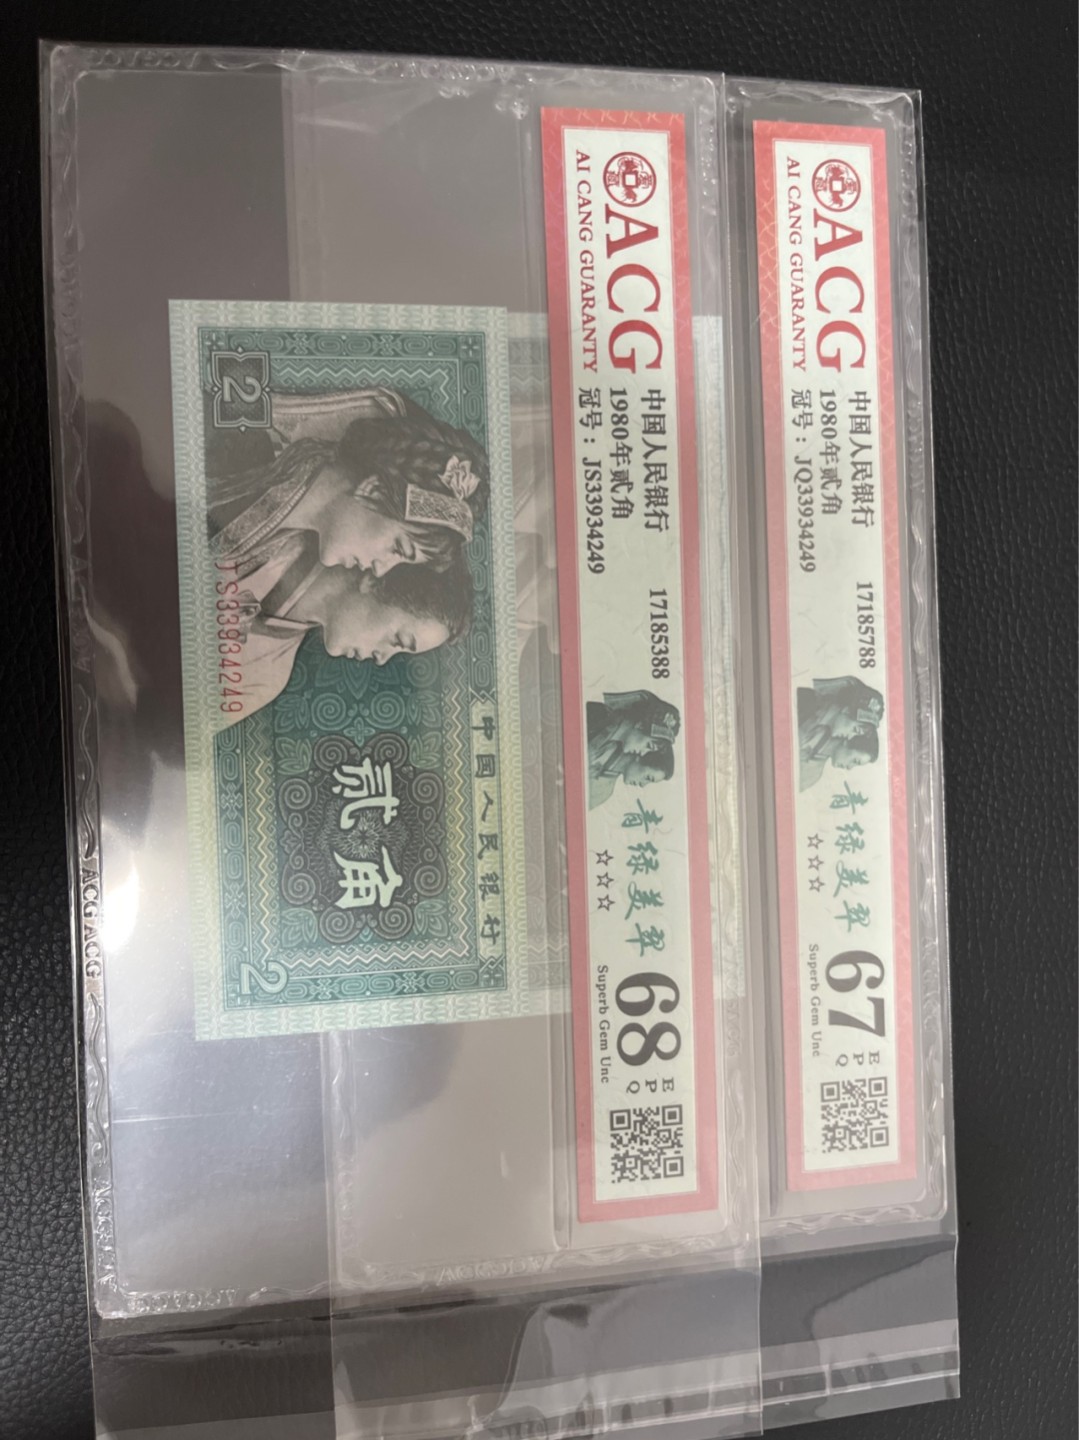 ACG
AI CANG GUARANTY
中国人民银行 17185788
1980年贰角
冠号：JQ33934249
青绿美翠
☆☆☆
67 EPQ
Superb Gem Unc
ACG
AI CANG GUARANTY
中国人民银行 17185388
1980年贰角
冠号：JS33934249
青绿美翠
☆☆☆
68 EPQ
Superb Gem Unc
中国人民银行
2
贰角
2
JS33934249
ACG ACG